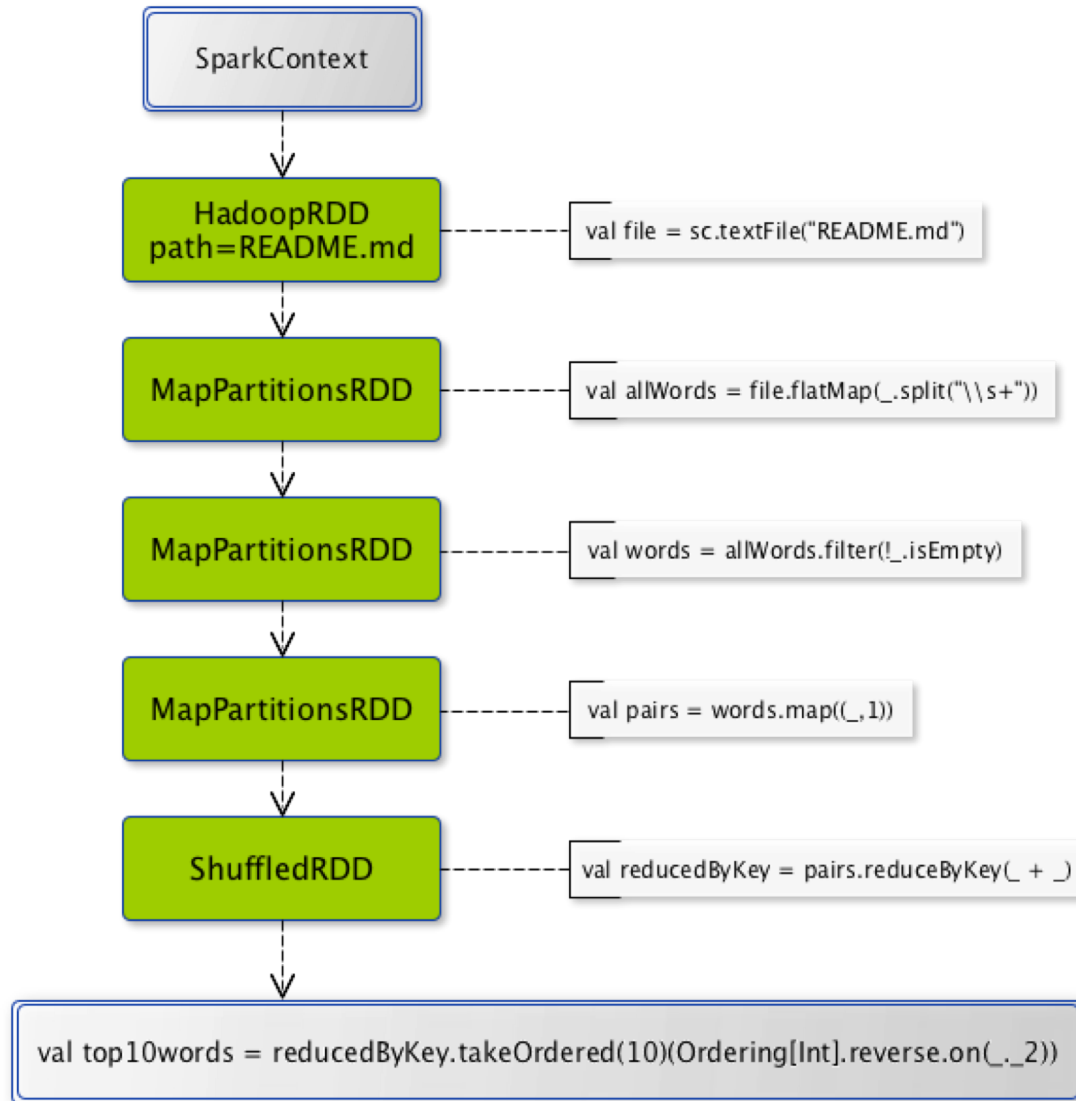 SparkContext
HadoopRDD
path=README.md
val file = sc.textFile("README.md")
MapPartitionsRDD
val allWords = file.flatMap(_.split("\\s+"))
MapPartitionsRDD
val words = allWords.filter(!_.isEmpty)
MapPartitionsRDD
val pairs = words.map((_,1))
ShuffledRDD
val reducedByKey = pairs.reduceByKey(_ + _)
val top10words = reducedByKey.takeOrdered(10)(Ordering[Int].reverse.on(_._2))